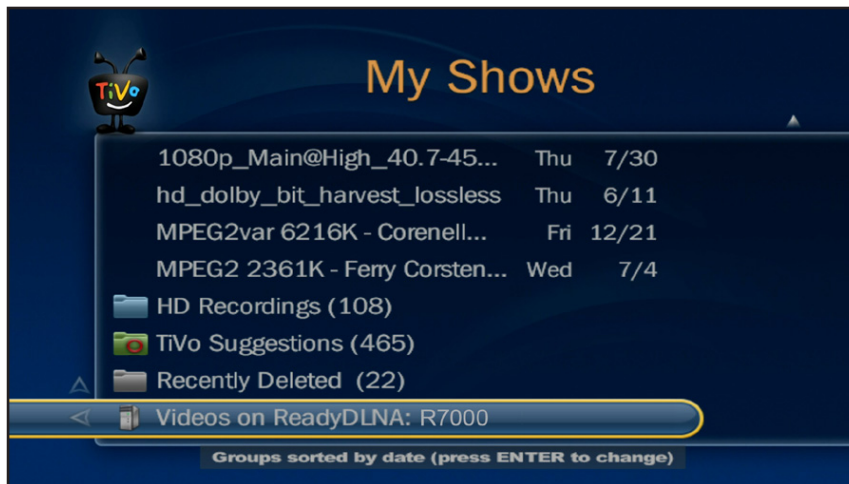 TiVo
My Shows
1080p_Main@High_40.7-45... Thu 7/30
hd_dolby_bit_harvest_lossless Thu 6/11
MPEG2var 6216K - Corenell... Fri 12/21
MPEG2 2361K - Ferry Corsten... Wed 7/4
HD Recordings (108)
TiVo Suggestions (465)
Recently Deleted (22)
Videos on ReadyDLNA: R7000
Groups sorted by date (press ENTER to change)